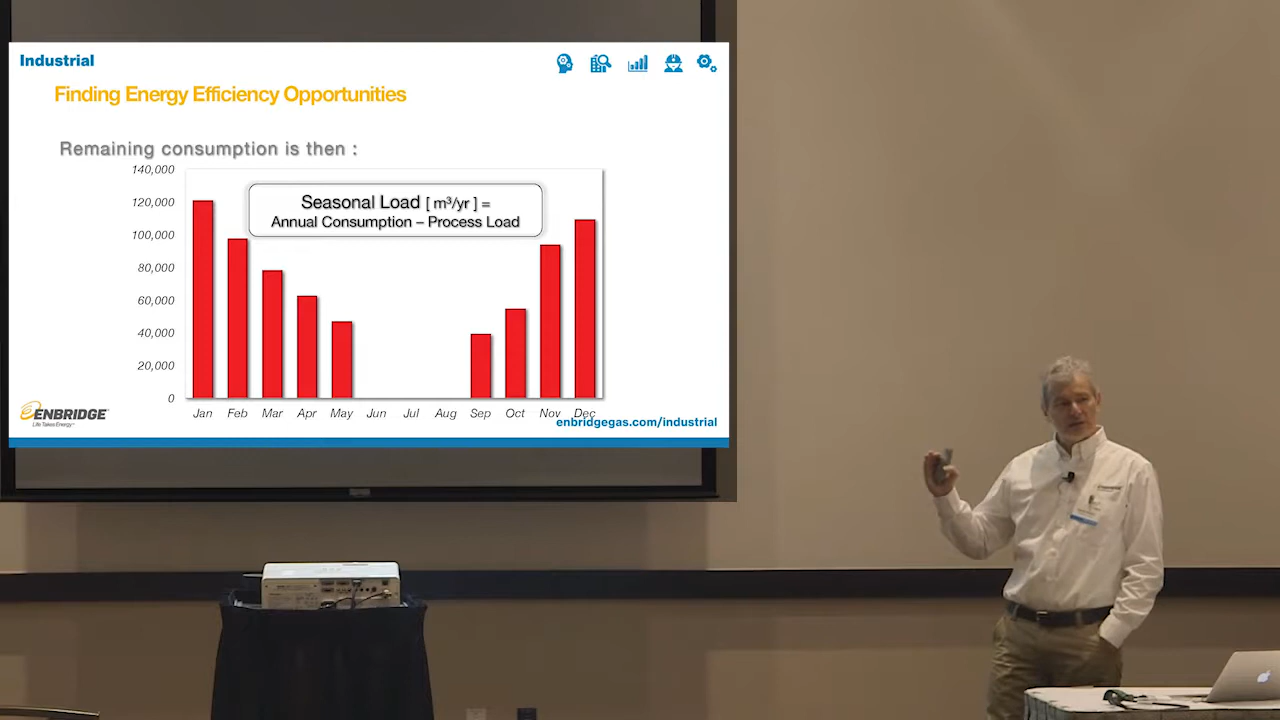 Industrial
Finding Energy Efficiency Opportunities
Remaining consumption is then :
140,000
120,000
100,000
80,000
60,000
40,000
20,000
0
Seasonal Load [ m³/yr ] =
Annual Consumption – Process Load
Jan Feb Mar Apr May Jun Jul Aug Sep Oct Nov Dec
ENBRIDGE
Life Takes Energy™
enbridgegas.com/industrial